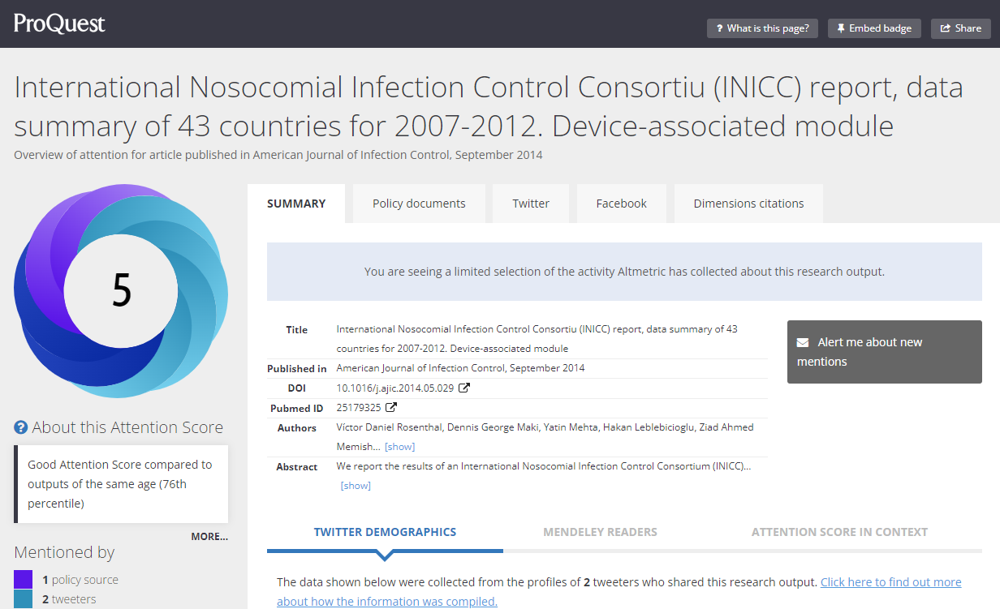 ProQuest
? What is this page?
Embed badge
Share
International Nosocomial Infection Control Consortiu (INICC) report, data
summary of 43 countries for 2007-2012. Device-associated module
Overview of attention for article published in American Journal of Infection Control, September 2014
5
? About this Attention Score
Good Attention Score compared to
outputs of the same age (76th
percentile)
MORE...
Mentioned by
1 policy source
2 tweeters
SUMMARY
Policy documents
Twitter
Facebook
Dimensions citations
You are seeing a limited selection of the activity Altmetric has collected about this research output.
Title International Nosocomial Infection Control Consortiu (INICC) report, data summary of 43
countries for 2007-2012. Device-associated module
Published in American Journal of Infection Control, September 2014
DOI 10.1016/j.ajic.2014.05.029
Pubmed ID 25179325
Authors Víctor Daniel Rosenthal, Dennis George Maki, Yatin Mehta, Hakan Leblebicioglu, Ziad Ahmed
Memish... [show]
Abstract We report the results of an International Nosocomial Infection Control Consortium (INICC)...
[show]
Alert me about new
mentions
TWITTER DEMOGRAPHICS
MENDELEY READERS
ATTENTION SCORE IN CONTEXT
The data shown below were collected from the profiles of 2 tweeters who shared this research output. Click here to find out more
about how the information was compiled.